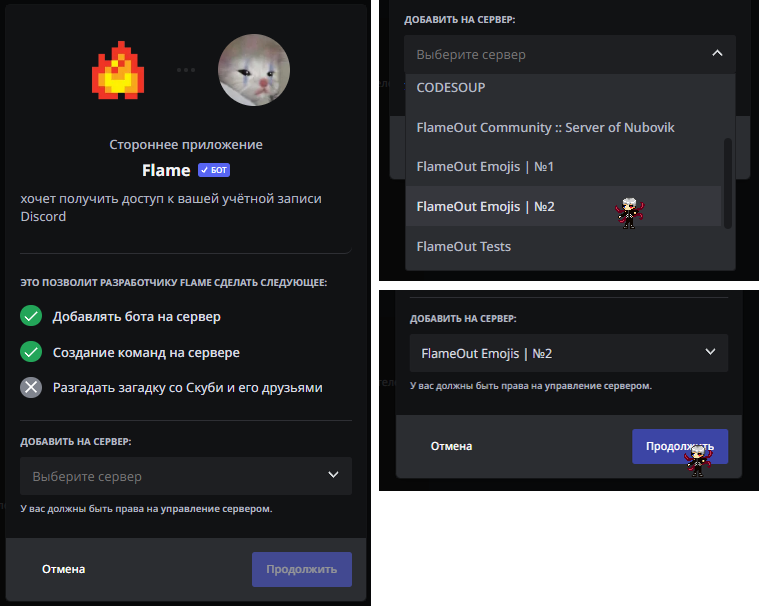 Стороннее приложение
Flame ✓ БОТ
хочет получить доступ к вашей учётной записи
Discord
ЭТО ПОЗВОЛИТ РАЗРАБОТЧИКУ FLAME СДЕЛАТЬ СЛЕДУЮЩЕЕ:
Добавлять бота на сервер
Создание команд на сервере
Разгадать загадку со Скуби и его друзьями
ДОБАВИТЬ НА СЕРВЕР:
Выберите сервер
У вас должны быть права на управление сервером.
Отмена
Продолжить
ДОБАВИТЬ НА СЕРВЕР:
Выберите сервер
CODESOUP
FlameOut Community :: Server of Nubovik
FlameOut Emojis | №1
FlameOut Emojis | №2
FlameOut Tests
ДОБАВИТЬ НА СЕРВЕР:
FlameOut Emojis | №2
У вас должны быть права на управление сервером.
Отмена
Продолжить